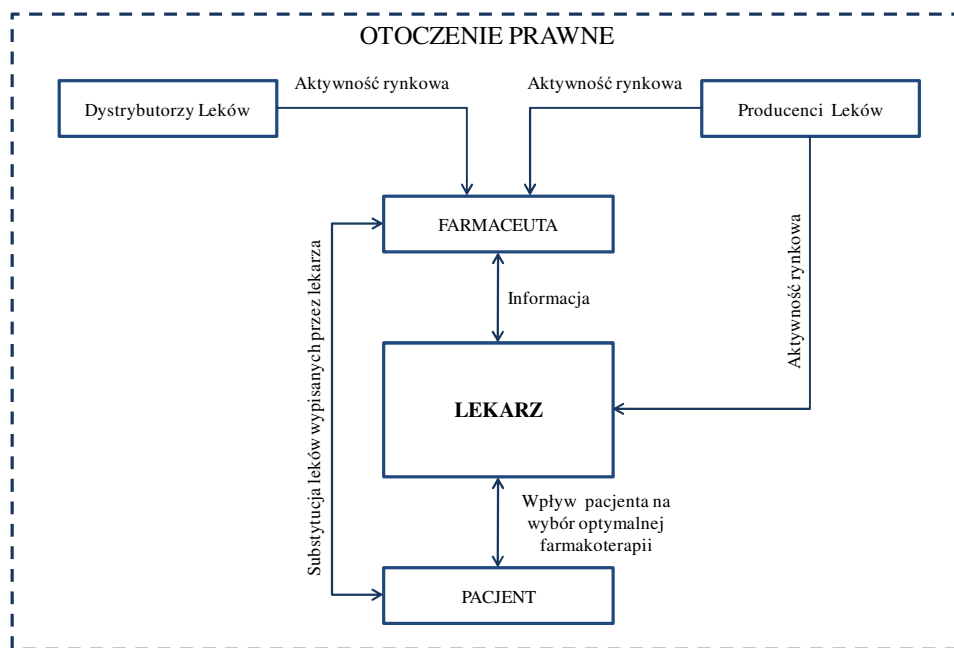 OTOCZENIE PRAWNE
Aktywność rynkowa
Aktywność rynkowa
Dystrybutorzy Leków
Producenci Leków
FARMACEUTA
Substytucja leków wypisanych przez lekarza
Aktywność rynkowa
Informacja
LEKARZ
Wpływ pacjenta na
wybór optymalnej
farmakoterapii
PACJENT